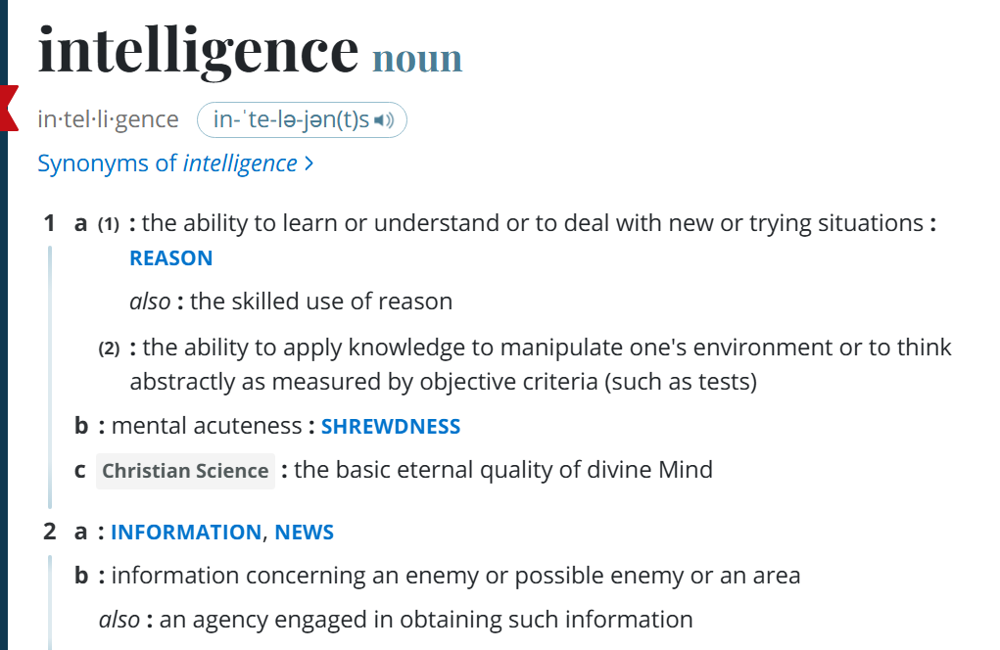 intelligence noun
in·tel·li·gence in-ˈte-lə-jən(t)s
Synonyms of intelligence >
1 a (1) : the ability to learn or understand or to deal with new or trying situations :
REASON
also : the skilled use of reason
(2) : the ability to apply knowledge to manipulate one's environment or to think
abstractly as measured by objective criteria (such as tests)
b : mental acuteness : SHREWDNESS
c Christian Science : the basic eternal quality of divine Mind
2 a : INFORMATION, NEWS
b : information concerning an enemy or possible enemy or an area
also : an agency engaged in obtaining such information